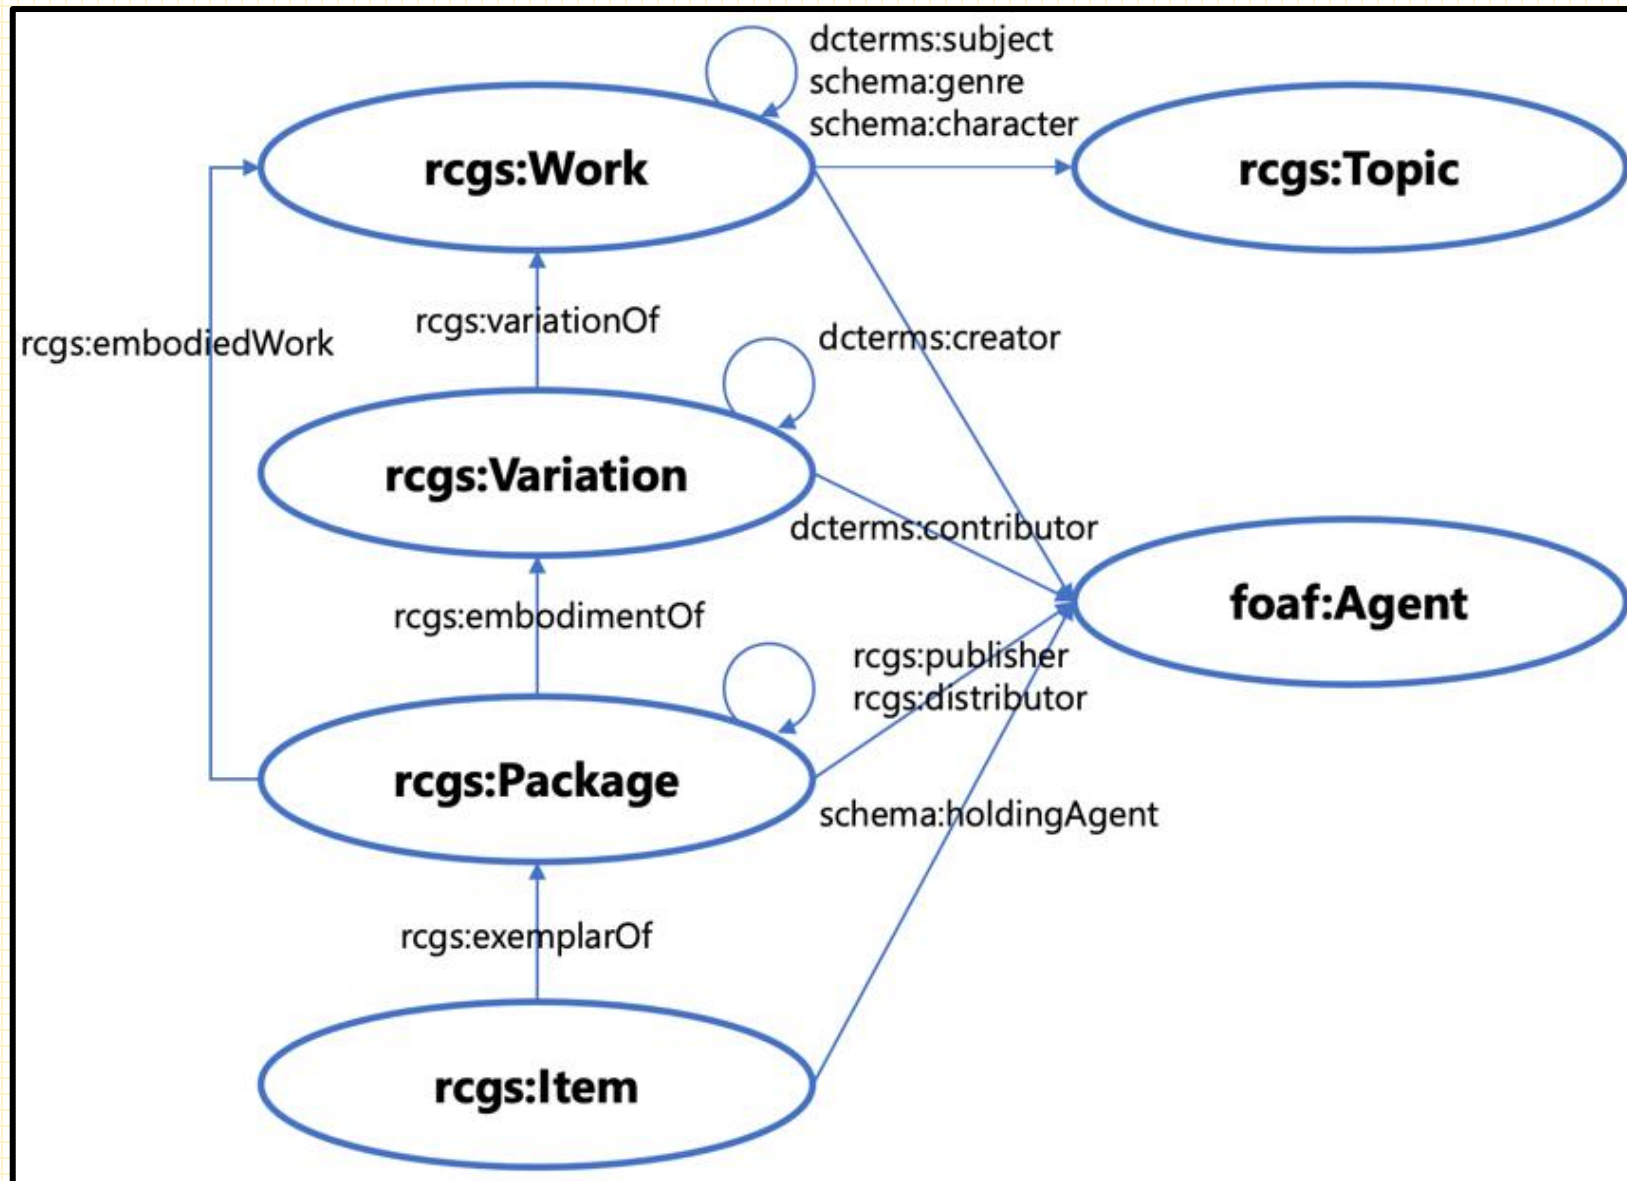 dcterms:subject
schema:genre
schema:character
rcgs:Work
rcgs:Topic
rcgs:variationOf
rcgs:embodiedWork
dcterms:creator
rcgs:Variation
dcterms:contributor
foaf:Agent
rcgs:embodimentOf
rcgs:publisher
rcgs:distributor
rcgs:Package
schema:holdingAgent
rcgs:exemplarOf
rcgs:Item